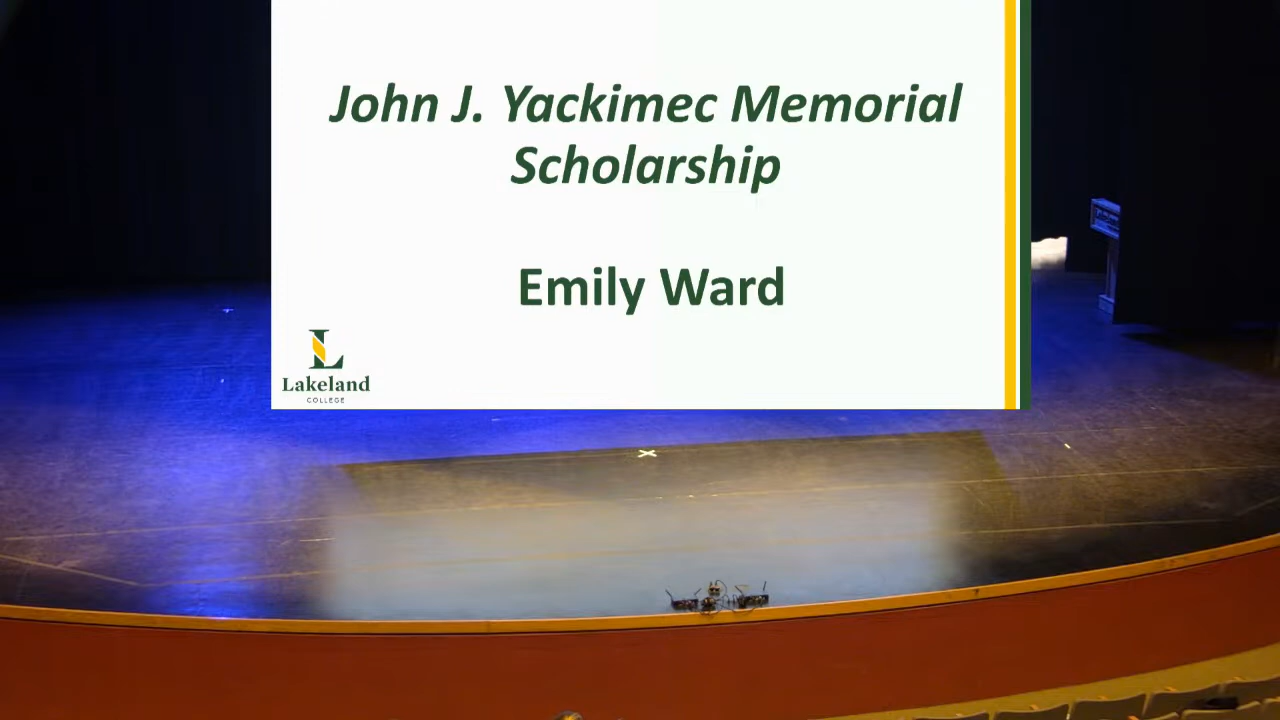 John J. Yackimec Memorial
Scholarship
Emily Ward
Lakeland
COLLEGE